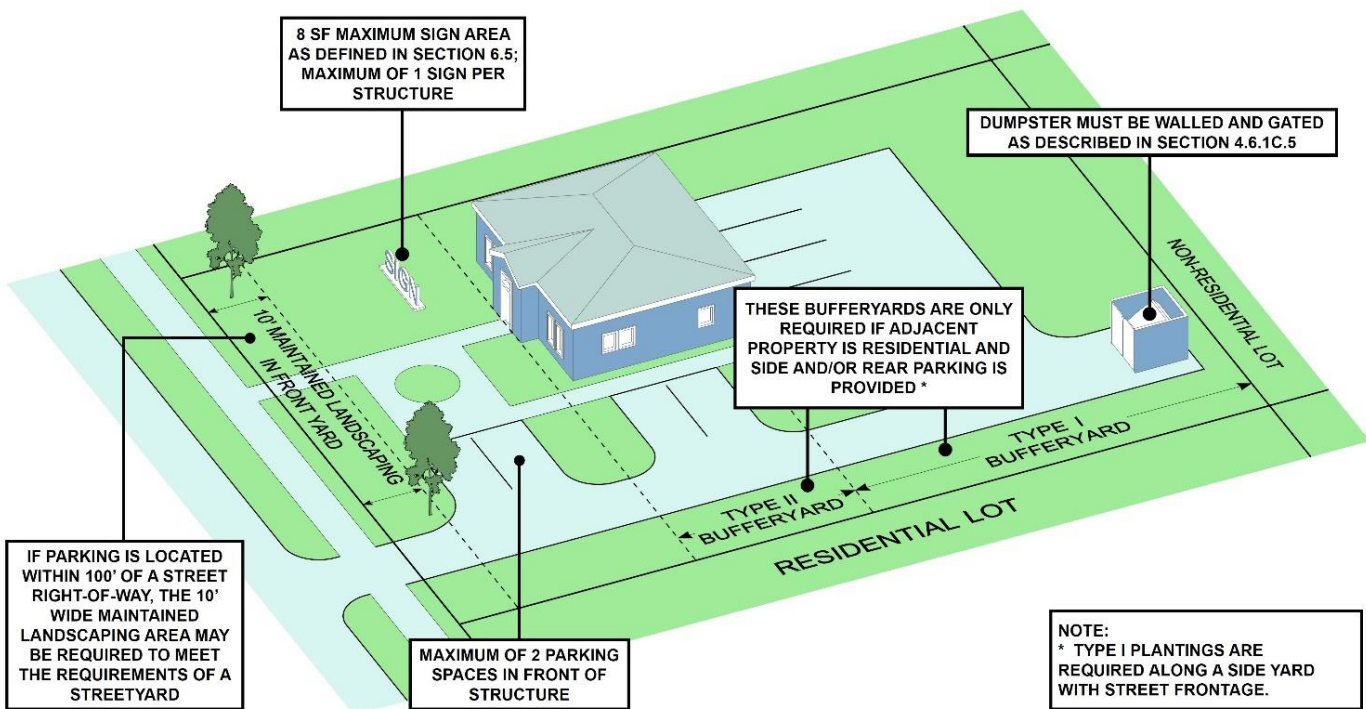 8 SF MAXIMUM SIGN AREA
AS DEFINED IN SECTION 6.5;
MAXIMUM OF 1 SIGN PER
STRUCTURE
DUMPSTER MUST BE WALLED AND GATED
AS DESCRIBED IN SECTION 4.6.1C.5
SIGN
10' MAINTAINED LANDSCAPING
IN FRONT YARD
NON-RESIDENTIAL LOT
THESE BUFFERYARDS ARE ONLY
REQUIRED IF ADJACENT
PROPERTY IS RESIDENTIAL AND
SIDE AND/OR REAR PARKING IS
PROVIDED *
TYPE I
BUFFERYARD
TYPE II
BUFFERYARD
RESIDENTIAL LOT
IF PARKING IS LOCATED
WITHIN 100' OF A STREET
RIGHT-OF-WAY, THE 10'
WIDE MAINTAINED
LANDSCAPING AREA MAY
BE REQUIRED TO MEET
THE REQUIREMENTS OF A
STREETYARD
MAXIMUM OF 2 PARKING
SPACES IN FRONT OF
STRUCTURE
NOTE:
* TYPE I PLANTINGS ARE
REQUIRED ALONG A SIDE YARD
WITH STREET FRONTAGE.